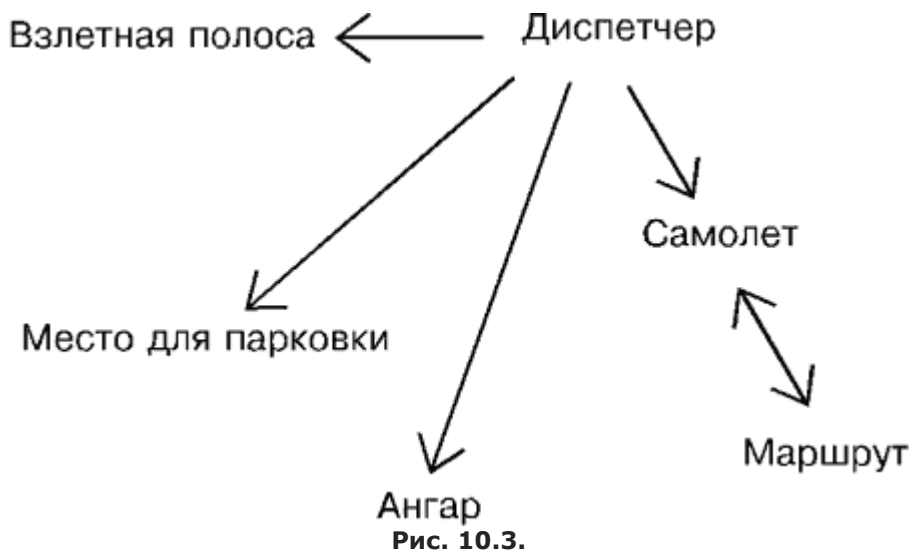 Взлетная полоса
Диспетчер
Самолет
Место для парковки
Маршрут
Ангар
Рис. 10.3.